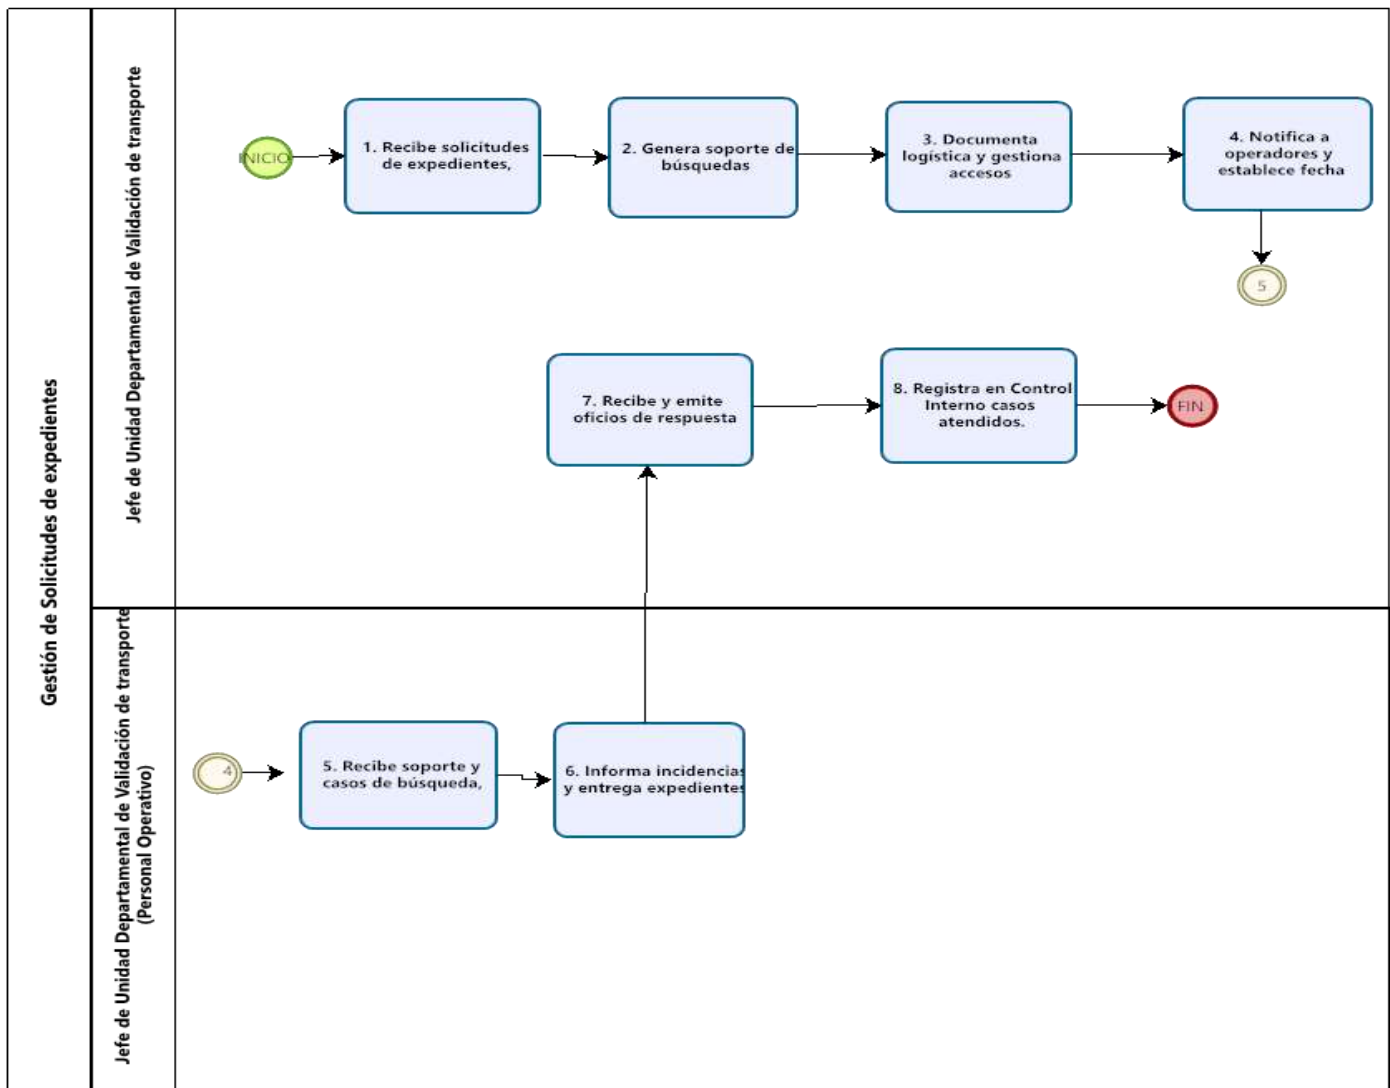 Gestión de Solicitudes de expedientes
Jefe de Unidad Departamental de Validación de transporte
INICIO
1. Recibe solicitudes
de expedientes,
2. Genera soporte de
búsquedas
3. Documenta
logística y gestiona
accesos
4. Notifica a
operadores y
establece fecha
5
7. Recibe y emite
oficios de respuesta
8. Registra en Control
Interno casos
atendidos.
FIN
Jefe de Unidad Departamental de Validación de transporte
(Personal Operativo)
4
5. Recibe soporte y
casos de búsqueda,
6. Informa incidencias
y entrega expedientes